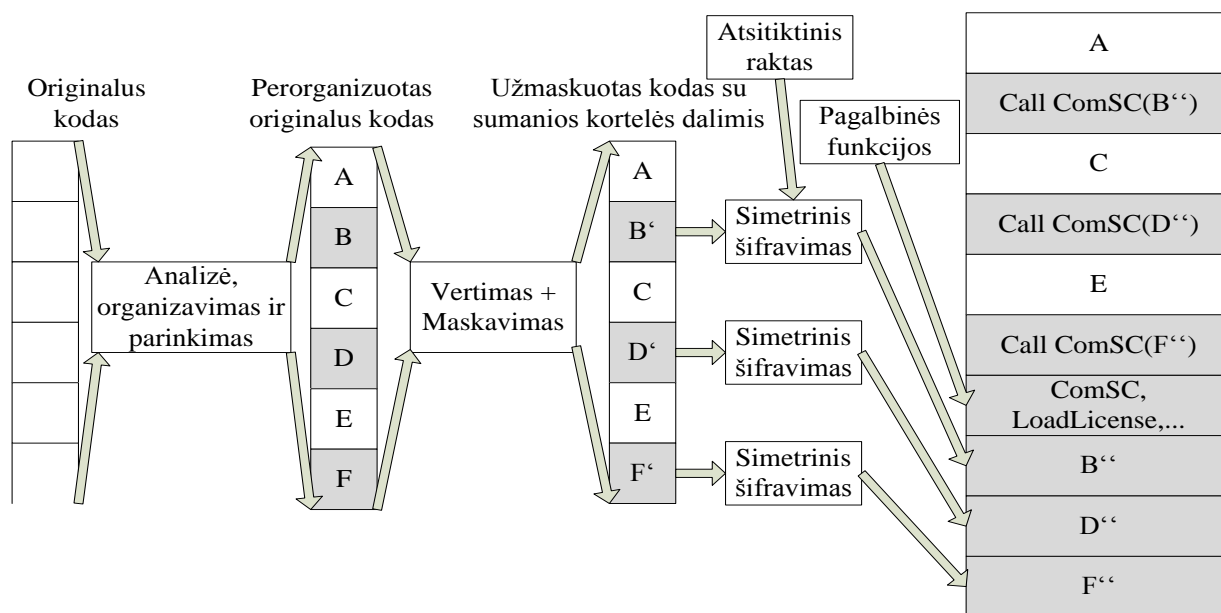 Originalus
kodas
Analizė,
organizavimas ir
parinkimas
Perorganizuotas
originalus kodas
A
B
C
D
E
F
Vertimas +
Maskavimas
Užmaskuotas kodas su
sumanios kortelės dalimis
A
B‘
C
D‘
E
F‘
Atsitiktinis
raktas
Simetrinis
šifravimas
Simetrinis
šifravimas
Simetrinis
šifravimas
Pagalbinės
funkcijos
A
Call ComSC(B‘‘)
C
Call ComSC(D‘‘)
E
Call ComSC(F‘‘)
ComSC,
LoadLicense,...
B‘‘
D‘‘
F‘‘